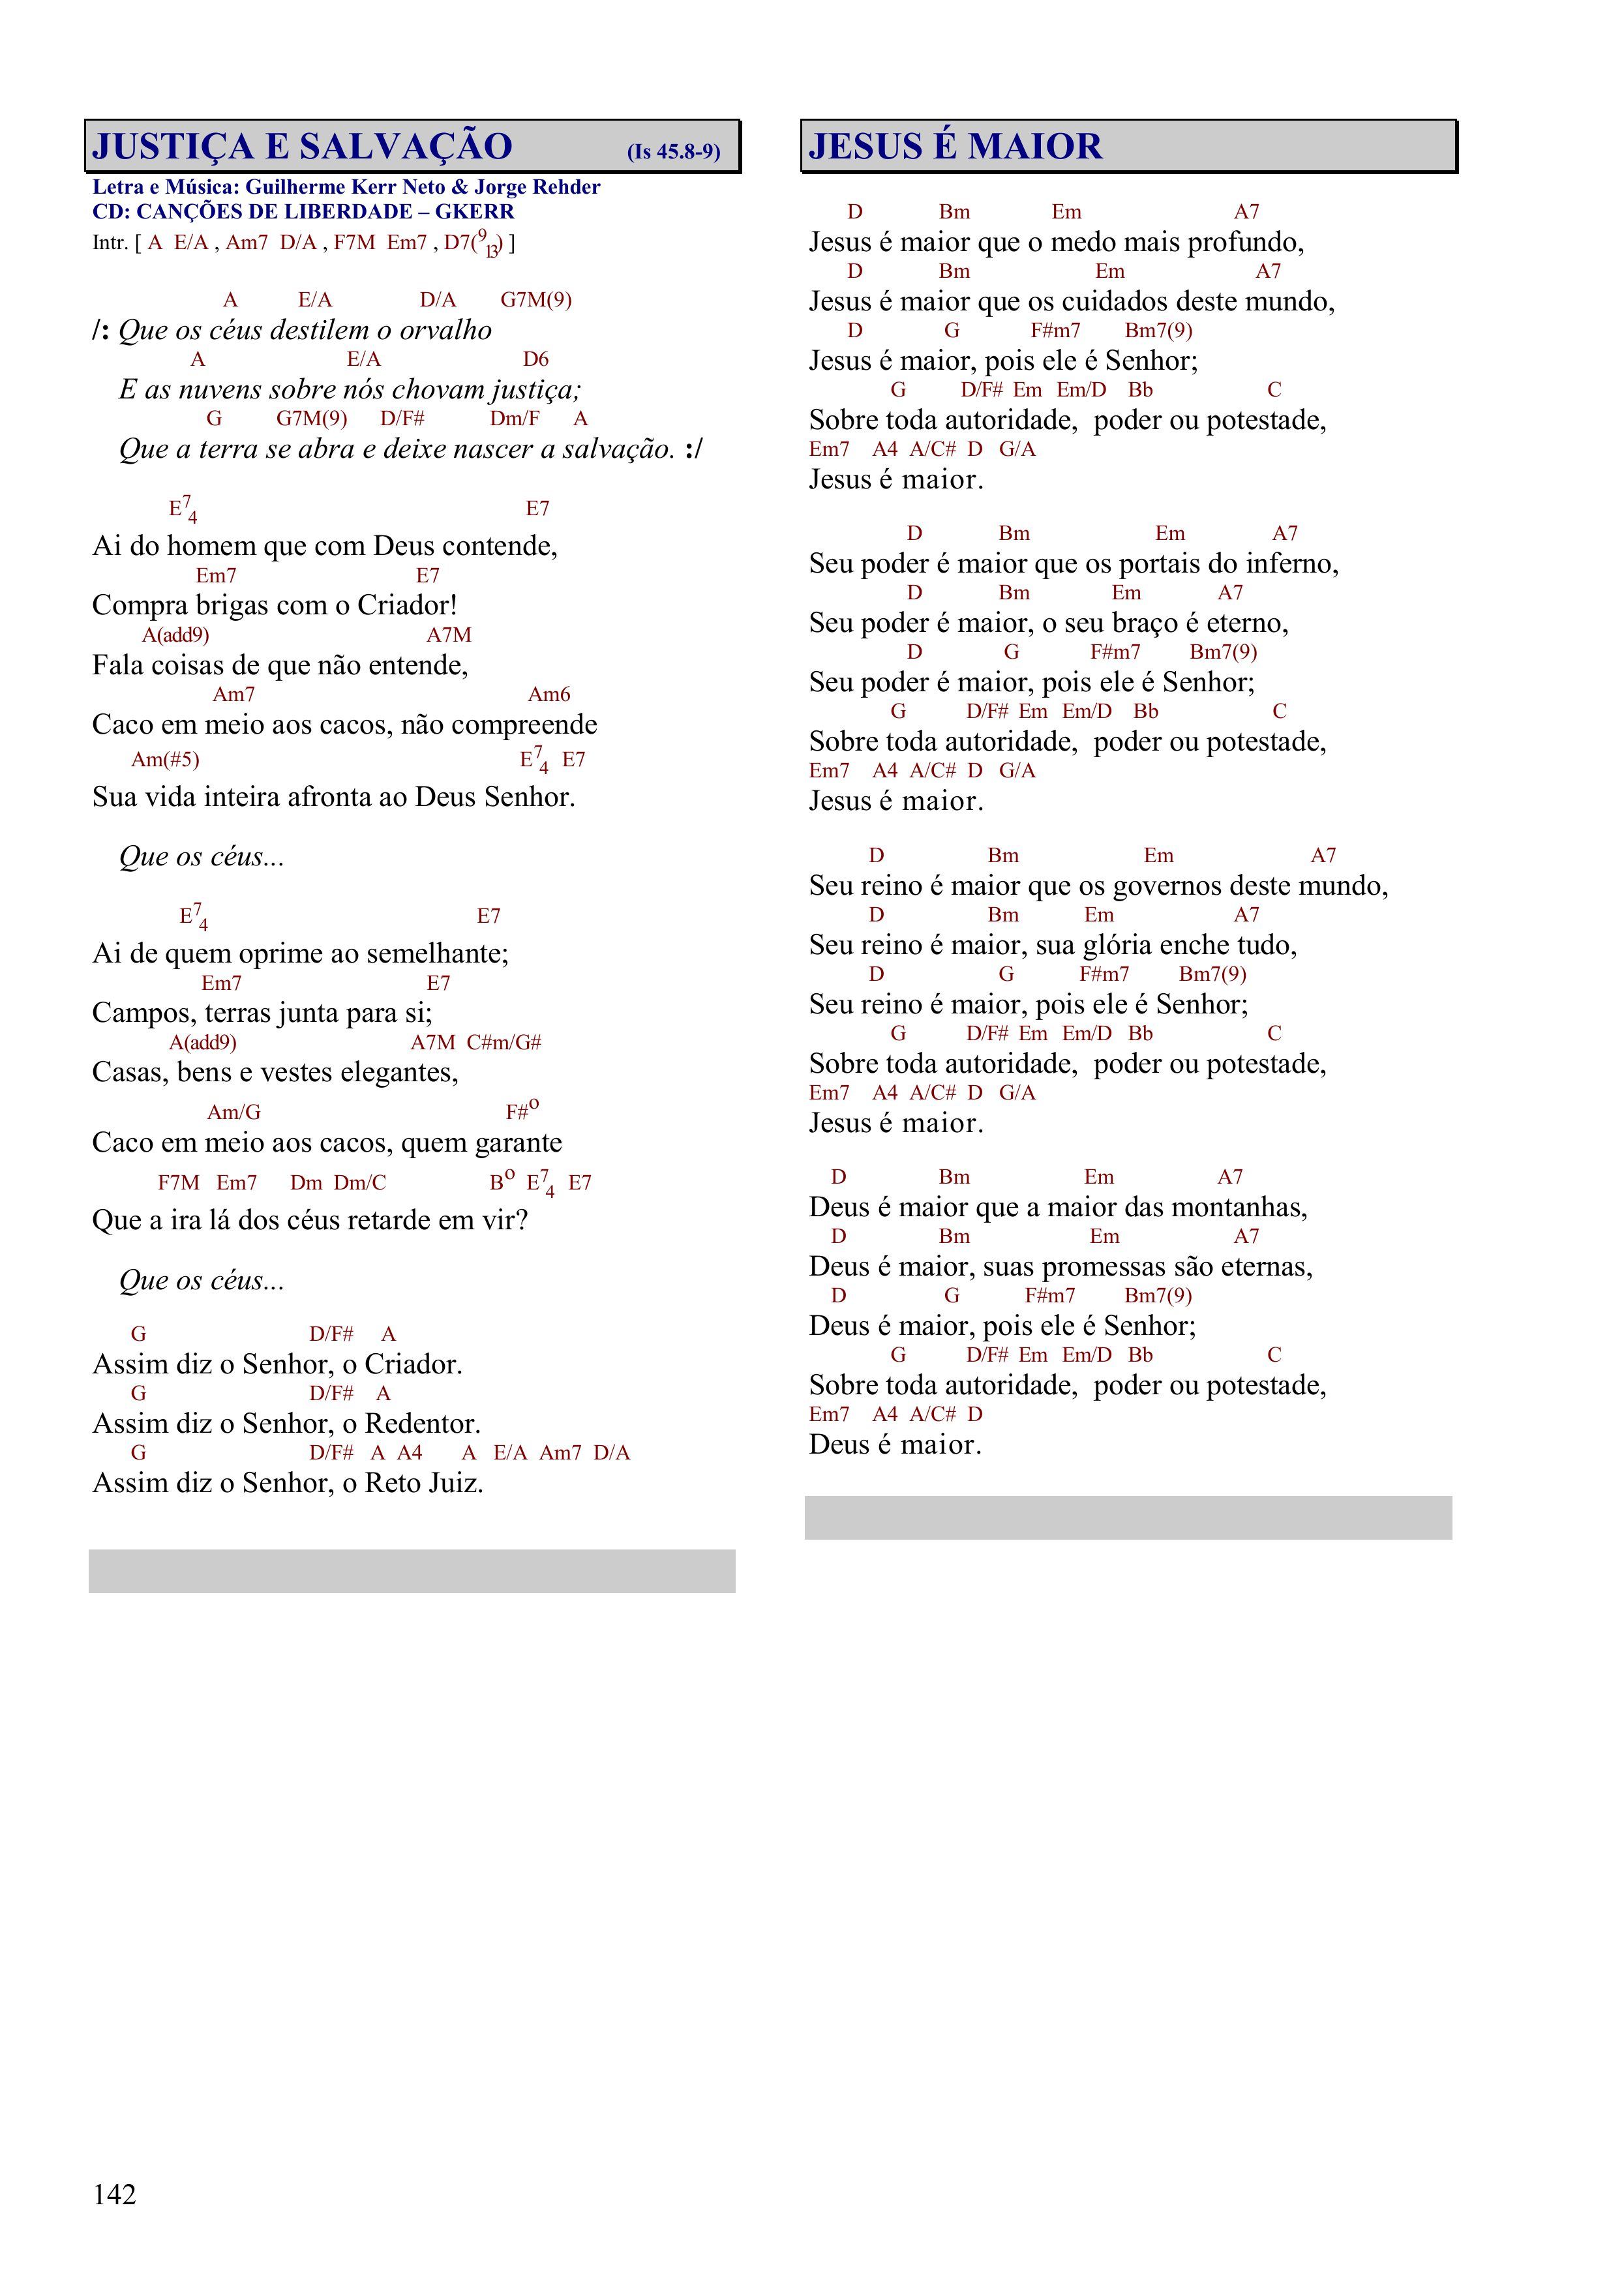 JUSTIÇA E SALVAÇÃO (Is 45.8-9)
Letra e Música: Guilherme Kerr Neto & Jorge Rehder
CD: CANÇÕES DE LIBERDADE – GKERR
Intr. [ A E/A , Am7 D/A , F7M Em7 , D7(9 13) ]
A E/A D/A G7M(9)
/: Que os céus destilem o orvalho
A E/A D6
E as nuvens sobre nós chovam justiça;
G G7M(9) D/F# Dm/F A
Que a terra se abra e deixe nascer a salvação. :/
E7 4 E7
Ai do homem que com Deus contende,
Em7 E7
Compra brigas com o Criador!
A(add9) A7M
Fala coisas de que não entende,
Am7 Am6
Caco em meio aos cacos, não compreende
Am(#5) E7 4 E7
Sua vida inteira afronta ao Deus Senhor.
Que os céus...
E7 4 E7
Ai de quem oprime ao semelhante;
Em7 E7
Campos, terras junta para si;
A(add9) A7M C#m/G#
Casas, bens e vestes elegantes,
Am/G F#o
Caco em meio aos cacos, quem garante
F7M Em7 Dm Dm/C Bo E7 4 E7
Que a ira lá dos céus retarde em vir?
Que os céus...
G D/F# A
Assim diz o Senhor, o Criador.
G D/F# A
Assim diz o Senhor, o Redentor.
G D/F# A A4 A E/A Am7 D/A
Assim diz o Senhor, o Reto Juiz.
JESUS É MAIOR
D Bm Em A7
Jesus é maior que o medo mais profundo,
D Bm Em A7
Jesus é maior que os cuidados deste mundo,
D G F#m7 Bm7(9)
Jesus é maior, pois ele é Senhor;
G D/F# Em Em/D Bb C
Sobre toda autoridade, poder ou potestade,
Em7 A4 A/C# D G/A
Jesus é maior.
D Bm Em A7
Seu poder é maior que os portais do inferno,
D Bm Em A7
Seu poder é maior, o seu braço é eterno,
D G F#m7 Bm7(9)
Seu poder é maior, pois ele é Senhor;
G D/F# Em Em/D Bb C
Sobre toda autoridade, poder ou potestade,
Em7 A4 A/C# D G/A
Jesus é maior.
D Bm Em A7
Seu reino é maior que os governos deste mundo,
D Bm Em A7
Seu reino é maior, sua glória enche tudo,
D G F#m7 Bm7(9)
Seu reino é maior, pois ele é Senhor;
G D/F# Em Em/D Bb C
Sobre toda autoridade, poder ou potestade,
Em7 A4 A/C# D G/A
Jesus é maior.
D Bm Em A7
Deus é maior que a maior das montanhas,
D Bm Em A7
Deus é maior, suas promessas são eternas,
D G F#m7 Bm7(9)
Deus é maior, pois ele é Senhor;
G D/F# Em Em/D Bb C
Sobre toda autoridade, poder ou potestade,
Em7 A4 A/C# D
Deus é maior.
142